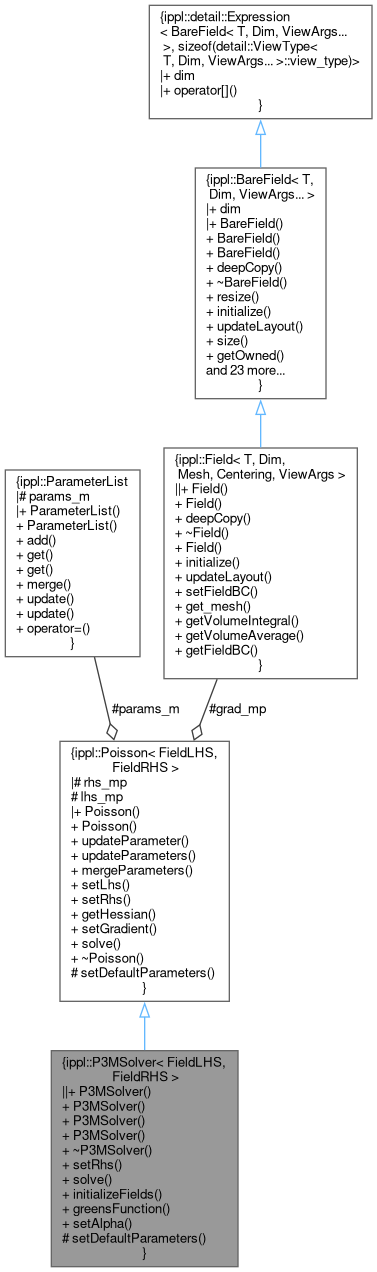 {ippl::detail::Expression
< BareField< T, Dim, ViewArgs...
 >, sizeof(detail::ViewType<
 T, Dim, ViewArgs... >::view_type)>
|+ dim
|+ operator[]()
}
{ippl::BareField< T,
 Dim, ViewArgs... >
|+ dim
|+ BareField()
+ BareField()
+ BareField()
+ deepCopy()
+ ~BareField()
+ resize()
+ initialize()
+ updateLayout()
+ size()
+ getOwned()
and 23 more...
}
{ippl::Field< T, Dim,
 Mesh, Centering, ViewArgs >
||+ Field()
+ Field()
+ deepCopy()
+ ~Field()
+ Field()
+ initialize()
+ updateLayout()
+ setFieldBC()
+ get_mesh()
+ getVolumeIntegral()
+ getVolumeAverage()
+ getFieldBC()
}
{ippl::ParameterList
|# params_m
|+ ParameterList()
+ ParameterList()
+ add()
+ get()
+ get()
+ merge()
+ update()
+ update()
+ operator=()
}
#params_m
#grad_mp
{ippl::Poisson< FieldLHS,
 FieldRHS >
|# rhs_mp
# lhs_mp
|+ Poisson()
+ Poisson()
+ updateParameter()
+ updateParameters()
+ mergeParameters()
+ setLhs()
+ setRhs()
+ getHessian()
+ setGradient()
+ solve()
+ ~Poisson()
# setDefaultParameters()
}
{ippl::P3MSolver< FieldLHS,
 FieldRHS >
||+ P3MSolver()
+ P3MSolver()
+ P3MSolver()
+ P3MSolver()
+ ~P3MSolver()
+ setRhs()
+ solve()
+ initializeFields()
+ greensFunction()
+ setAlpha()
# setDefaultParameters()
}